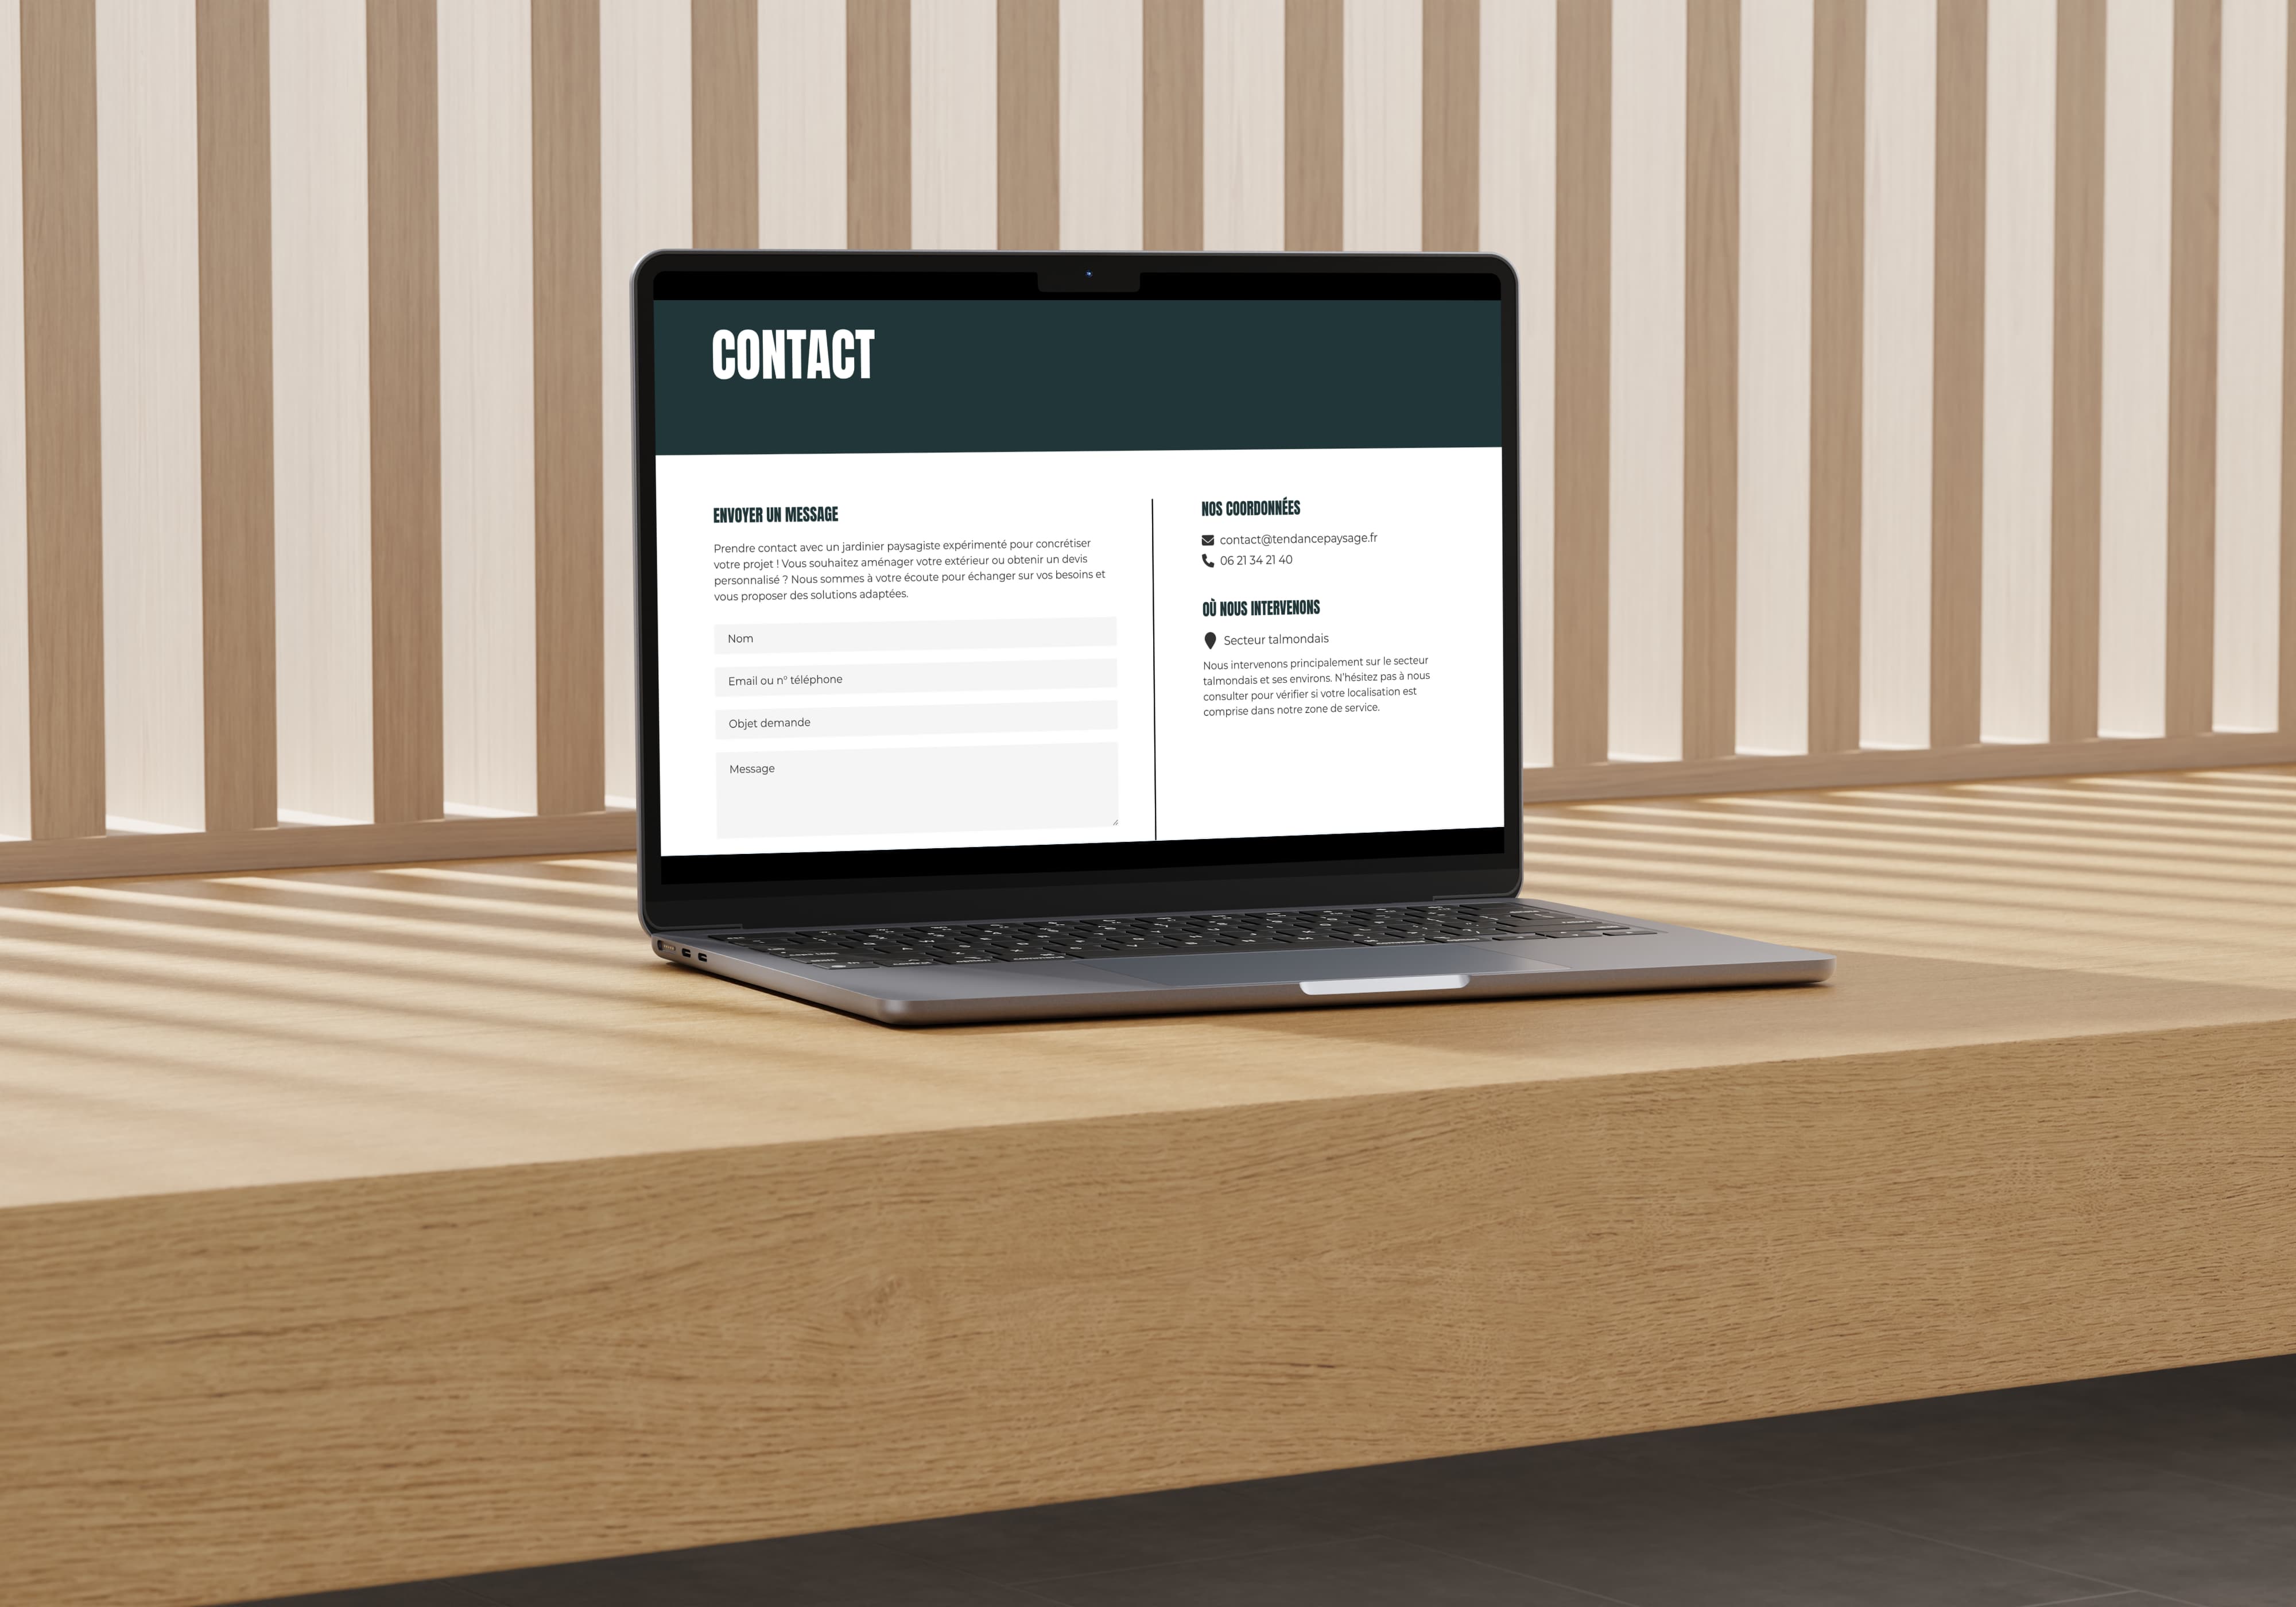 CONTACT
ENVOYER UN MESSAGE
Prendre contact avec un jardinier paysagiste expérimenté pour concrétiser
votre projet ! Vous souhaitez aménager votre extérieur ou obtenir un devis
personnalisé ? Nous sommes à votre écoute pour échanger sur vos besoins et
vous proposer des solutions adaptées.
Nom
Email ou n° téléphone
Objet demande
Message
NOS COORDONNÉES
contact@tendancepaysage.fr
06 21 34 21 40
OÙ NOUS INTERVENONS
Secteur talmondais
Nous intervenons principalement sur le secteur
talmondais et ses environs. N'hésitez pas à nous
consulter pour vérifier si votre localisation est
comprise dans notre zone de service.